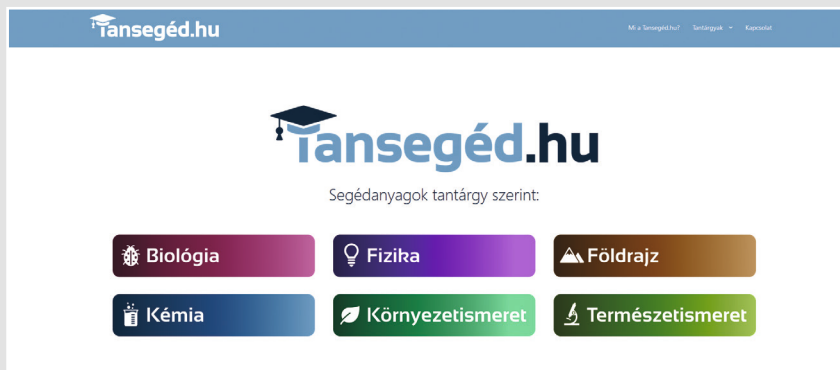 Tansegéd.hu
Mi a Tansegéd.hu? Tantárgyak Kapcsolat
Tansegéd.hu
Segédanyagok tantárgy szerint:
Biológia Fizika Földrajz
Kémia Környezetismeret Természetismeret